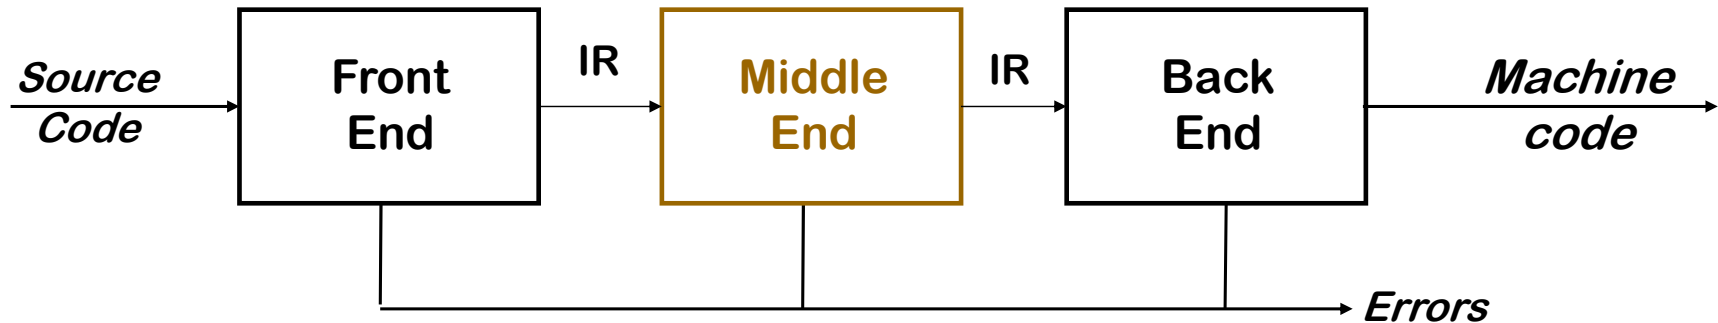 Source
Code
Front
End
IR
Middle
End
IR
Back
End
Machine
code
Errors